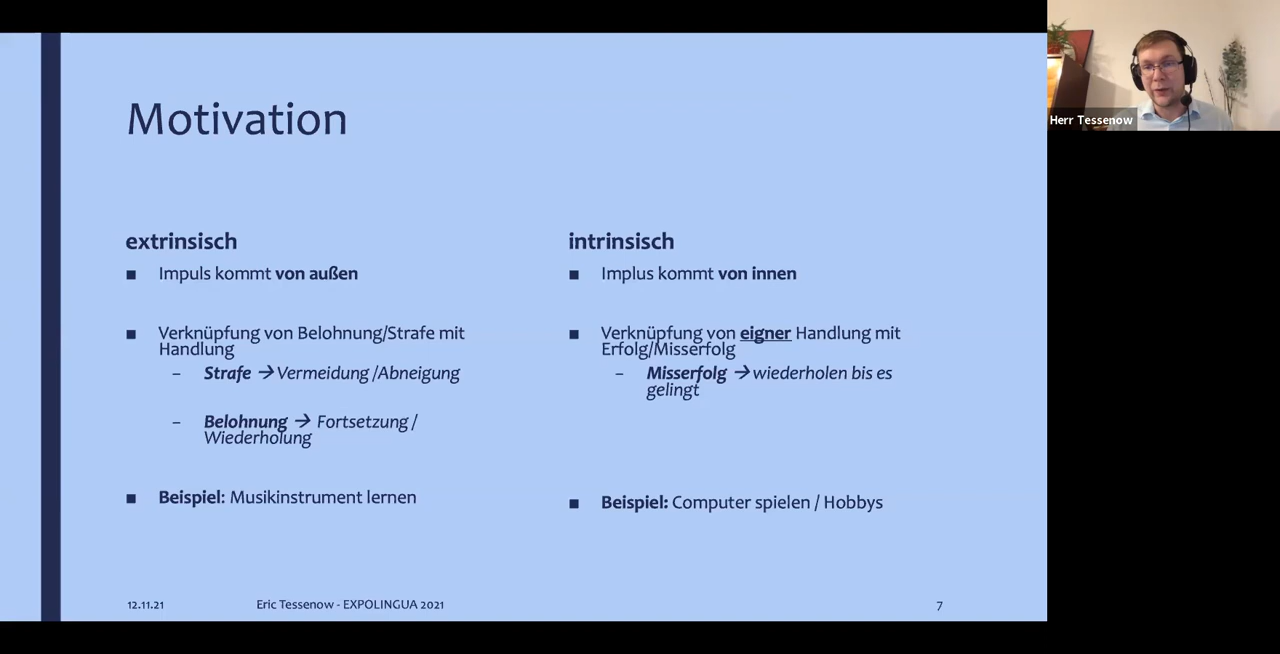 Motivation
extrinsisch
■ Impuls kommt von außen
■ Verknüpfung von Belohnung/Strafe mit
Handlung
– Strafe → Vermeidung /Abneigung
– Belohnung → Fortsetzung /
Wiederholung
■ Beispiel: Musikinstrument lernen
intrinsisch
■ Implus kommt von innen
■ Verknüpfung von eigner Handlung mit
Erfolg/Misserfolg
– Misserfolg → wiederholen bis es
gelingt
■ Beispiel: Computer spielen / Hobbys
12.11.21
Eric Tessenow - EXPOLINGUA 2021
7
Herr Tessenow